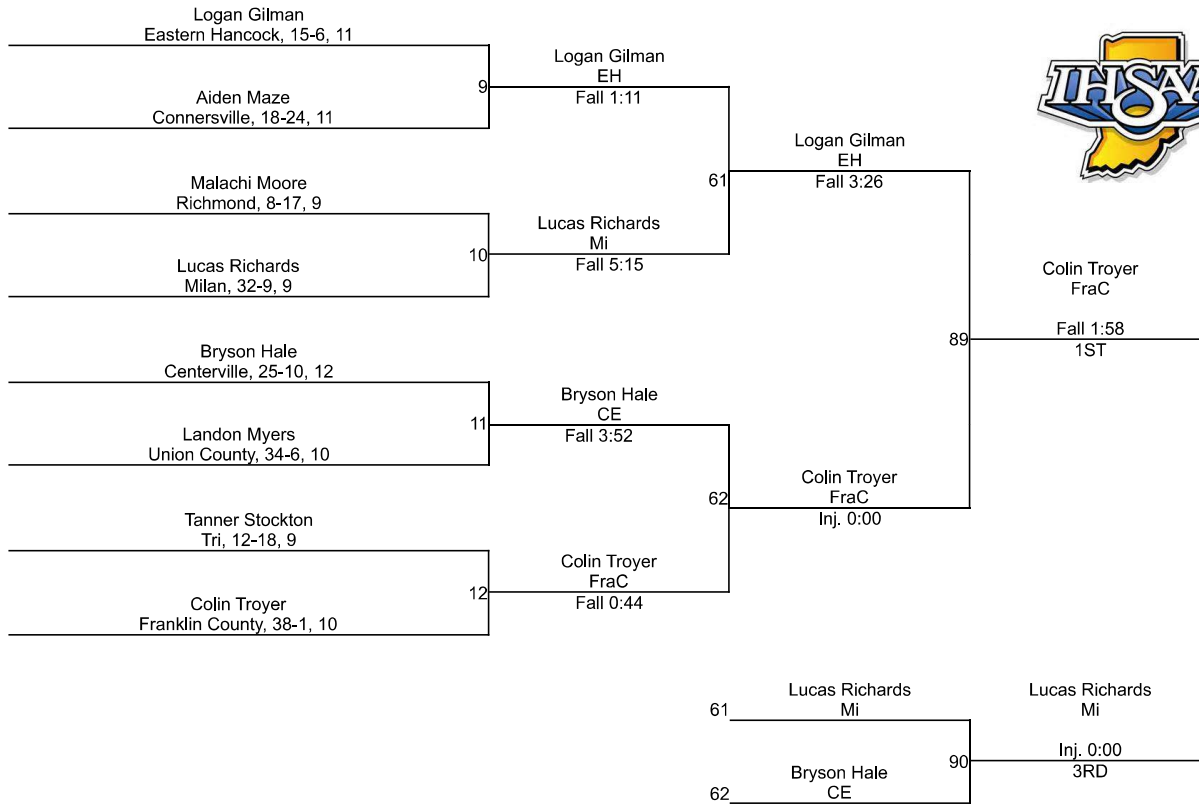 Logan Gilman
Eastern Hancock, 15-6, 11
9
Aiden Maze
Connersville, 18-24, 11
Logan Gilman
EH
Fall 1:11
Malachi Moore
Richmond, 8-17, 9
10
Lucas Richards
Milan, 32-9, 9
Lucas Richards
Mi
Fall 5:15
61
Logan Gilman
EH
Fall 3:26
IHSAA
Bryson Hale
Centerville, 25-10, 12
11
Landon Myers
Union County, 34-6, 10
Bryson Hale
CE
Fall 3:52
Tanner Stockton
Tri, 12-18, 9
12
Colin Troyer
Franklin County, 38-1, 10
Colin Troyer
FraC
Fall 0:44
62
Colin Troyer
FraC
Inj. 0:00
89
Colin Troyer
FraC
Fall 1:58
1ST
61
Lucas Richards
Mi
62
Bryson Hale
CE
90
Lucas Richards
Mi
Inj. 0:00
3RD